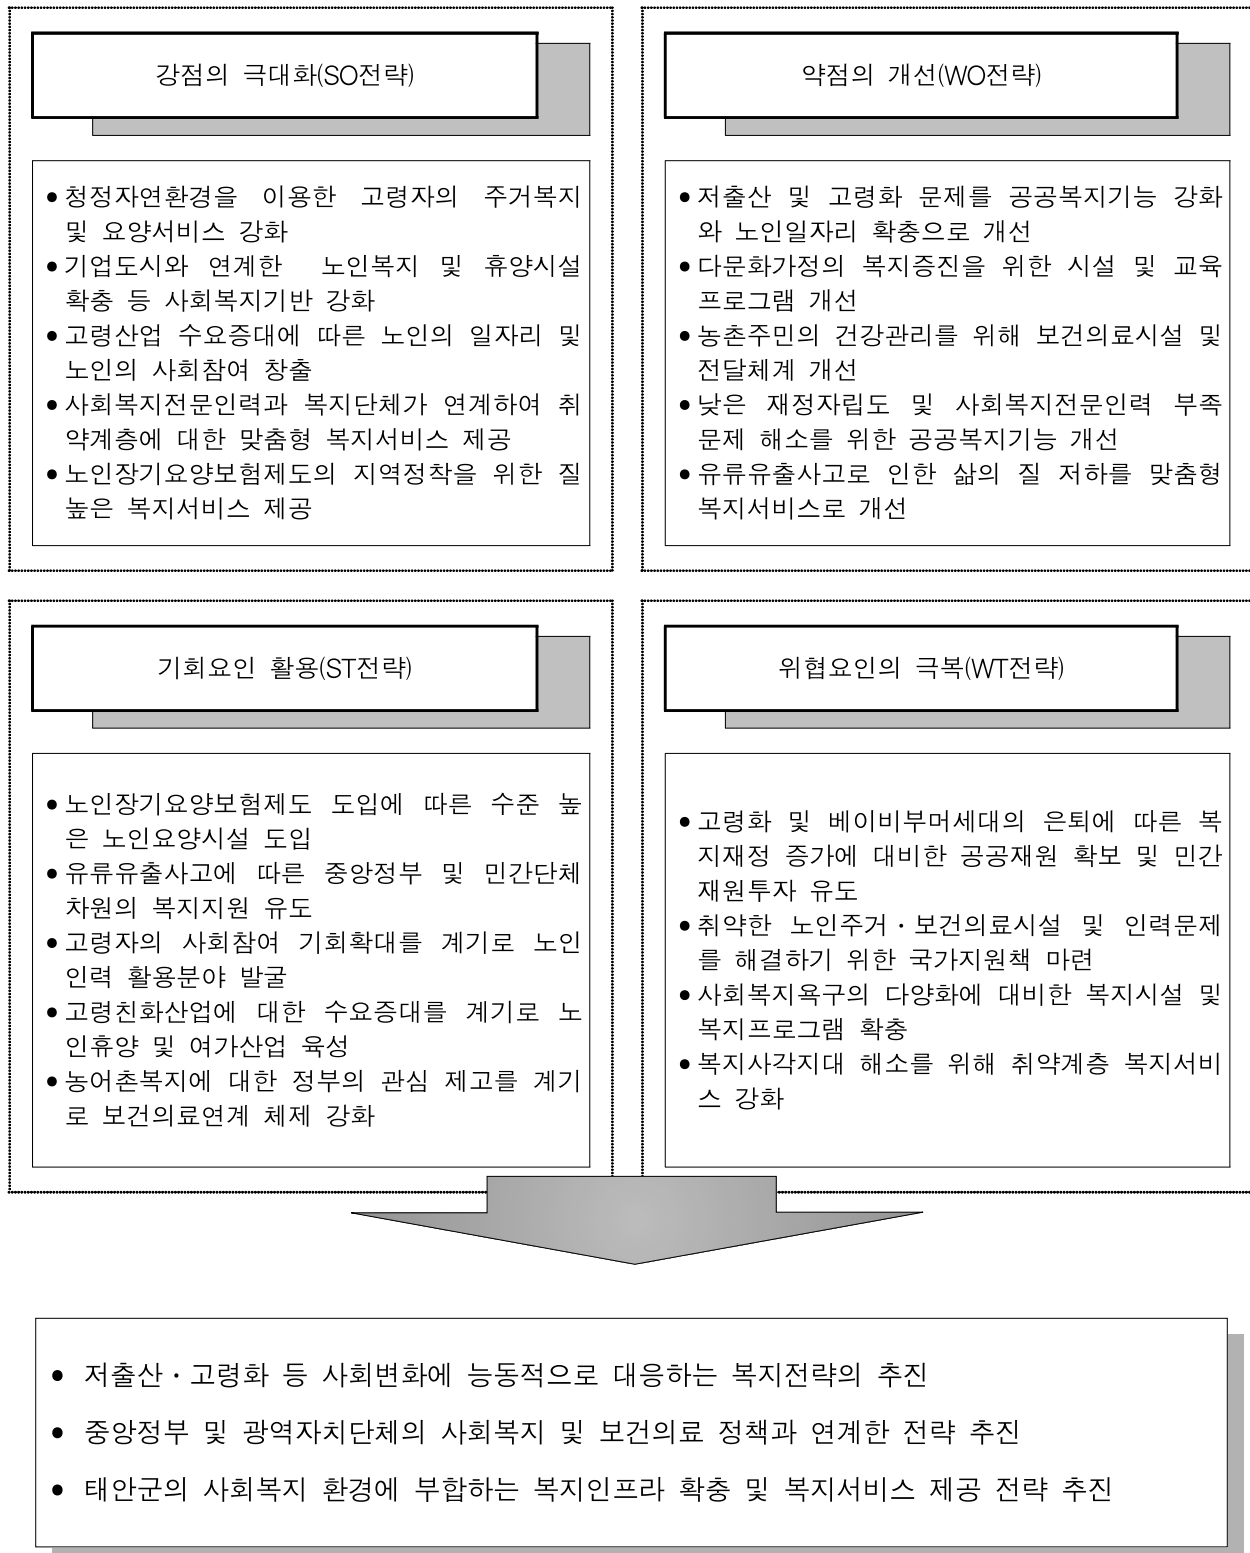 강점의 극대화(SO전략)
● 청정자연환경을 이용한 고령자의 주거복지
및 요양서비스 강화
● 기업도시와 연계한 노인복지 및 휴양시설
확충 등 사회복지기반 강화
● 고령산업 수요증대에 따른 노인의 일자리 및
노인의 사회참여 창출
● 사회복지전문인력과 복지단체가 연계하여 취
약계층에 대한 맞춤형 복지서비스 제공
● 노인장기요양보험제도의 지역정착을 위한 질
높은 복지서비스 제공
약점의 개선(WO전략)
● 저출산 및 고령화 문제를 공공복지기능 강화
와 노인일자리 확충으로 개선
● 다문화가정의 복지증진을 위한 시설 및 교육
프로그램 개선
● 농촌주민의 건강관리를 위해 보건의료시설 및
전달체계 개선
● 낮은 재정자립도 및 사회복지전문인력 부족
문제 해소를 위한 공공복지기능 개선
● 유류유출사고로 인한 삶의 질 저하를 맞춤형
복지서비스로 개선
기회요인 활용(ST전략)
● 노인장기요양보험제도 도입에 따른 수준 높
은 노인요양시설 도입
● 유류유출사고에 따른 중앙정부 및 민간단체
차원의 복지지원 유도
● 고령자의 사회참여 기회확대를 계기로 노인
인력 활용분야 발굴
● 고령친화산업에 대한 수요증대를 계기로 노
인휴양 및 여가산업 육성
● 농어촌복지에 대한 정부의 관심 제고를 계기
로 보건의료연계 체제 강화
위협요인의 극복(WT전략)
● 고령화 및 베이비부머세대의 은퇴에 따른 복
지재정 증가에 대비한 공공재원 확보 및 민간
재원투자 유도
● 취약한 노인주거·보건의료시설 및 인력문제
를 해결하기 위한 국가지원책 마련
● 사회복지욕구의 다양화에 대비한 복지시설 및
복지프로그램 확충
● 복지사각지대 해소를 위해 취약계층 복지서비
스 강화
● 저출산·고령화 등 사회변화에 능동적으로 대응하는 복지전략의 추진
● 중앙정부 및 광역자치단체의 사회복지 및 보건의료 정책과 연계한 전략 추진
● 태안군의 사회복지 환경에 부합하는 복지인프라 확충 및 복지서비스 제공 전략 추진